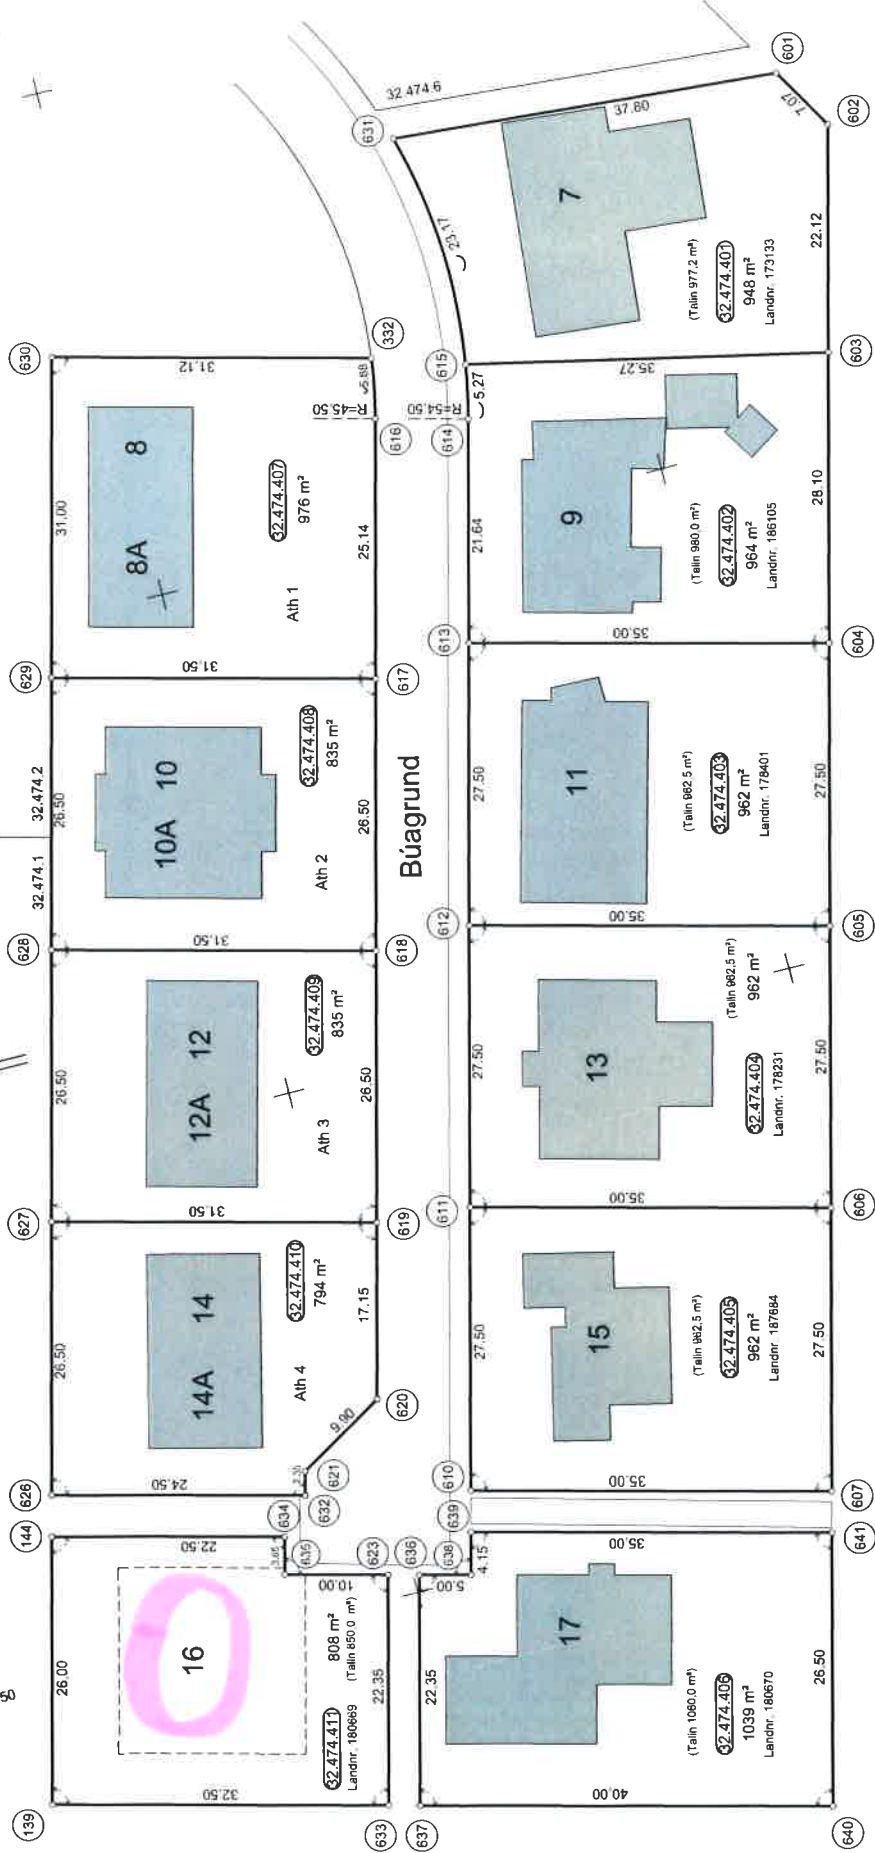 601
602
7.07
32 474.6
37.80
631
7
23.17
(Talin 977,2 m²)
32.474.401
948 m²
Landnr. 173133
22.12
603
630
31.12
332
5.88
R=45.50
616
615
R=54.50
614
5.27
35.27
8A 8
31.00
32.474.407
976 m²
Ath 1
25.14
21.64
9
(Talin 980,0 m²)
32.474.402
964 m²
Landnr. 186105
28.10
629
31.50
617
613
35.00
604
32.474.1
32.474.2
26.50
10A 10
32.474.408
835 m²
Ath 2
26.50
Búagrund
27.50
11
(Talin 962,5 m²)
32.474.403
962 m²
Landnr. 178401
27.50
628
31.50
618
612
35.00
605
26.50
12A 12
32.474.409
835 m²
Ath 3
26.50
27.50
13
(Talin 962,5 m²)
962 m²
32.474.404
Landnr. 178231
27.50
627
31.50
619
611
35.00
606
26.50
14A 14
32.474.410
794 m²
Ath 4
17.15
620
9.90
27.50
15
(Talin 962,5 m²)
32.474.405
962 m²
Landnr 187684
27.50
626
24.50
621
632
610
35.00
607
144
22.50
634
3.65
635
10.00
623
636
638
639
5.00
4.15
35.00
641
50
26.00
16
808 m²
(Talin 850,0 m²)
32.474.411
Landnr. 180669
22.35
22.35
17
(Talin 1060,0 m²)
32.474.406
1039 m²
Landnr. 180670
26.50
139
32.50
633
637
40.00
640